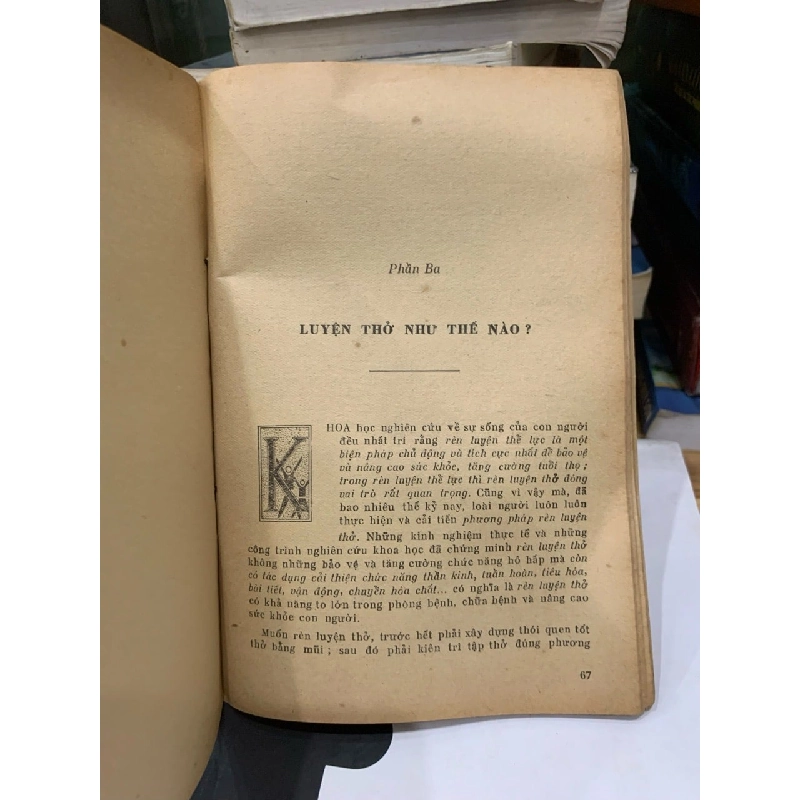 Phần Ba
LUYỆN THỞ NHƯ THẾ NÀO ?
KHOA học nghiên cứu về sự sống của con người
đều nhất trí rằng rèn luyện thể lực là một
biện pháp chủ động và tích cực nhất để bảo vệ
và nâng cao sức khỏe, tăng cường tuổi thọ ;
trong rèn luyện thể lực thì rèn luyện thở đóng
vai trò rất quan trọng. Cũng vì vậy mà, đã
bao nhiêu thế kỷ nay, loài người luôn luôn
thực hiện và cải tiến phương pháp rèn luyện
thở. Những kinh nghiệm thực tế và những
công trình nghiên cứu khoa học đã chứng minh rèn luyện thở
không những bảo vệ và tăng cường chức năng hô hấp mà còn
có tác dụng cải thiện chức năng thần kinh, tuần hoàn, tiêu hóa,
bài tiết, vận động, chuyển hóa chất... có nghĩa là rèn luyện thở
có khả năng to lớn trong phòng bệnh, chữa bệnh và nâng cao
sức khỏe con người.
Muốn rèn luyện thở, trước hết phải xây dựng thói quen tốt
thở bằng mũi ; sau đó phải kiên trì tập thở đúng phương
67